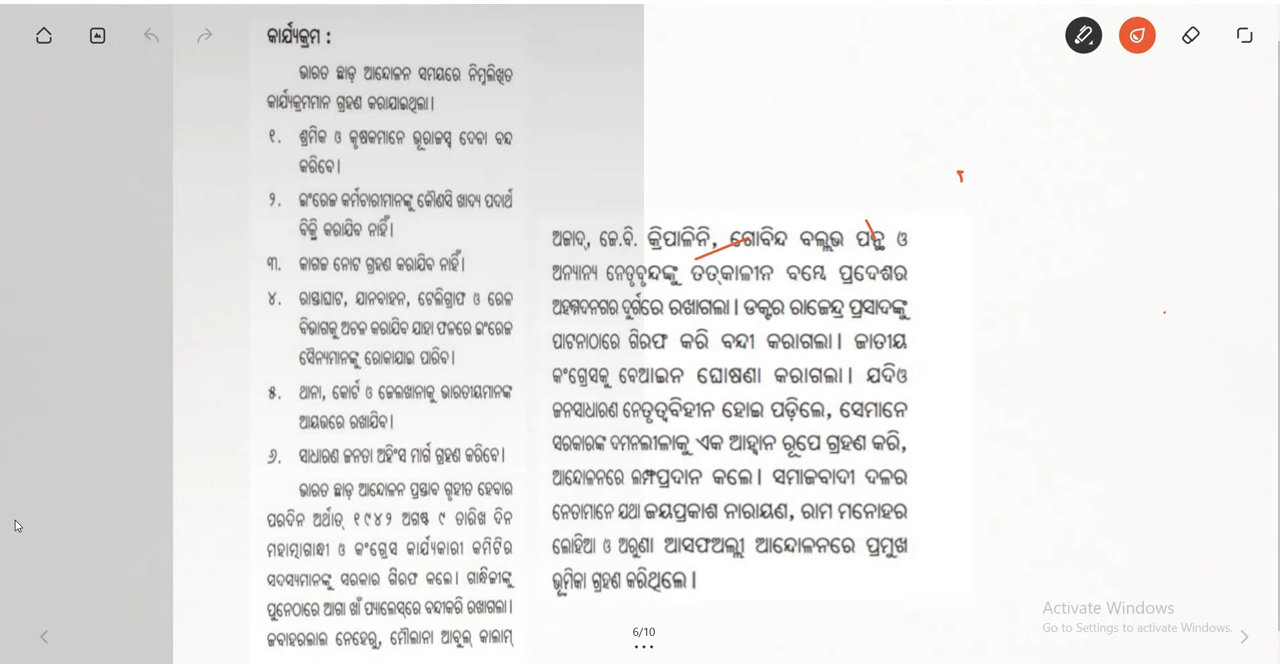 କାର୍ଯ୍ୟକ୍ରମ :
ଭାରତ ଛାଡ଼ ଆନ୍ଦୋଳନ ସମୟରେ ନିମ୍ନଲିଖିତ
କାର୍ଯ୍ୟକ୍ରମମାନ ଗ୍ରହଣ କରାଯାଇଥିଲା।
୧. ଶ୍ରମିକ ଓ କୃଷକମାନେ ଭୂରାଜସ୍ୱ ଦେବା ବନ୍ଦ
କରିବେ।
୨. ଇଂରେଜ କର୍ମଚାରୀମାନଙ୍କୁ କୌଣସି ଖାଦ୍ୟ ପଦାର୍ଥ
ବିକ୍ରି କରାଯିବ ନାହିଁ।
୩. କାଗଜ ନୋଟ ଗ୍ରହଣ କରାଯିବ ନାହିଁ।
୪. ରାସ୍ତାଘାଟ, ଯାନବାହନ, ଟେଲିଗ୍ରାଫ ଓ ରେଳ
ବିଭାଗକୁ ଅଚଳ କରାଯିବ ଯାହା ଫଳରେ ଇଂରେଜ
ସୈନ୍ୟମାନଙ୍କୁ ରୋକାଯାଇ ପାରିବ।
୫. ଥାନା, କୋର୍ଟ ଓ ଜେଲଖାନାକୁ ଭାରତୀୟମାନଙ୍କ
ଆୟତ୍ତରେ ରଖାଯିବ।
୬. ସାଧାରଣ ଜନତା ଅହିଂସ ମାର୍ଗ ଗ୍ରହଣ କରିବେ।
ଭାରତ ଛାଡ଼ ଆନ୍ଦୋଳନ ପ୍ରସ୍ତାବ ଗୃହୀତ ହେବାର
ପରଦିନ ଅର୍ଥାତ୍ ୧୯୪୨ ଅଗଷ୍ଟ ୯ ତାରିଖ ଦିନ
ମହାତ୍ମାଗାନ୍ଧୀ ଓ କଂଗ୍ରେସ କାର୍ଯ୍ୟକାରୀ କମିଟିର
ସଦସ୍ୟମାନଙ୍କୁ ସରକାର ଗିରଫ କଲେ। ଗାନ୍ଧିଜୀଙ୍କୁ
ପୁନେଠାରେ ଆଗା ଖାଁ ପ୍ୟାଲେସ୍‌ରେ ବନ୍ଦୀକରି ରଖାଗଲା।
ଜବାହରଲାଲ ନେହେରୁ, ମୌଲାନା ଆବୁଲ୍ କାଲାମ୍
ଅଜାଦ୍, ଜେ.ବି. କ୍ରିପାଳିନି, ଗୋବିନ୍ଦ ବଲ୍ଲଭ ପନ୍ଥ ଓ
ଅନ୍ୟାନ୍ୟ ନେତୃବୃନ୍ଦଙ୍କୁ ତତ୍‌କାଳୀନ ବମ୍ବେ ପ୍ରଦେଶର
ଅହମ୍ମଦନଗର ଦୁର୍ଗରେ ରଖାଗଲା। ଡକ୍ଟର ରାଜେନ୍ଦ୍ର ପ୍ରସାଦଙ୍କୁ
ପାଟନାଠାରେ ଗିରଫ କରି ବନ୍ଦୀ କରାଗଲା। ଜାତୀୟ
କଂଗ୍ରେସକୁ ବେଆଇନ ଘୋଷଣା କରାଗଲା। ଯଦିଓ
ଜନସାଧାରଣ ନେତୃତ୍ୱବିହୀନ ହୋଇ ପଡ଼ିଲେ, ସେମାନେ
ସରକାରଙ୍କ ଦମନଲୀଳାକୁ ଏକ ଆହ୍ୱାନ ରୂପେ ଗ୍ରହଣ କରି,
ଆନ୍ଦୋଳନରେ ଲମ୍ଫପ୍ରଦାନ କଲେ। ସମାଜବାଦୀ ଦଳର
ନେତାମାନେ ଯଥା ଜୟପ୍ରକାଶ ନାରାୟଣ, ରାମ ମନୋହର
ଲୋହିଆ ଓ ଅରୁଣା ଆସଫଅଲ୍ଲୀ ଆନ୍ଦୋଳନରେ ପ୍ରମୁଖ
ଭୂମିକା ଗ୍ରହଣ କରିଥିଲେ।
6/10
Activate Windows
Go to Settings to activate Windows.